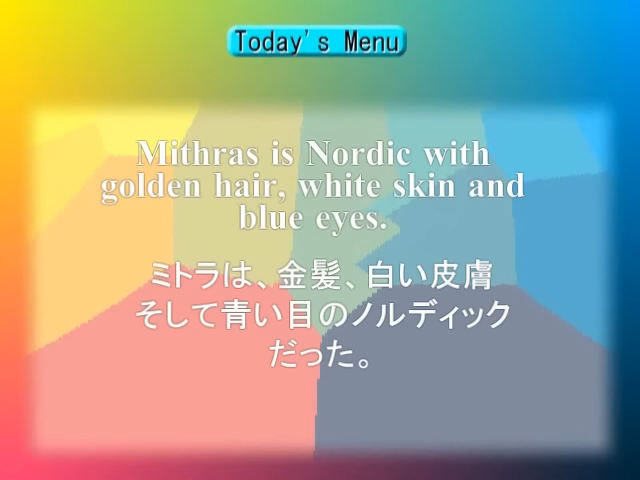 Today's Menu
Mithras is Nordic with
golden hair, white skin and
blue eyes.
ミトラは、金髪、白い皮膚
そして青い目のノルディック
だった。